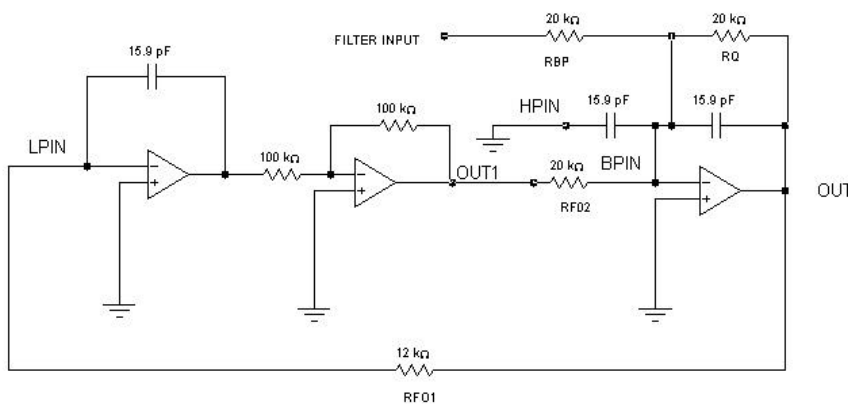 20 kΩ
20 kΩ
FILTER INPUT
RBP
RQ
15.9 pF
HPIN
15.9 pF
15.9 pF
100 kΩ
LPIN
100 kΩ
OUT1
20 kΩ
BPIN
RF02
OUT
12 kΩ
RFO1